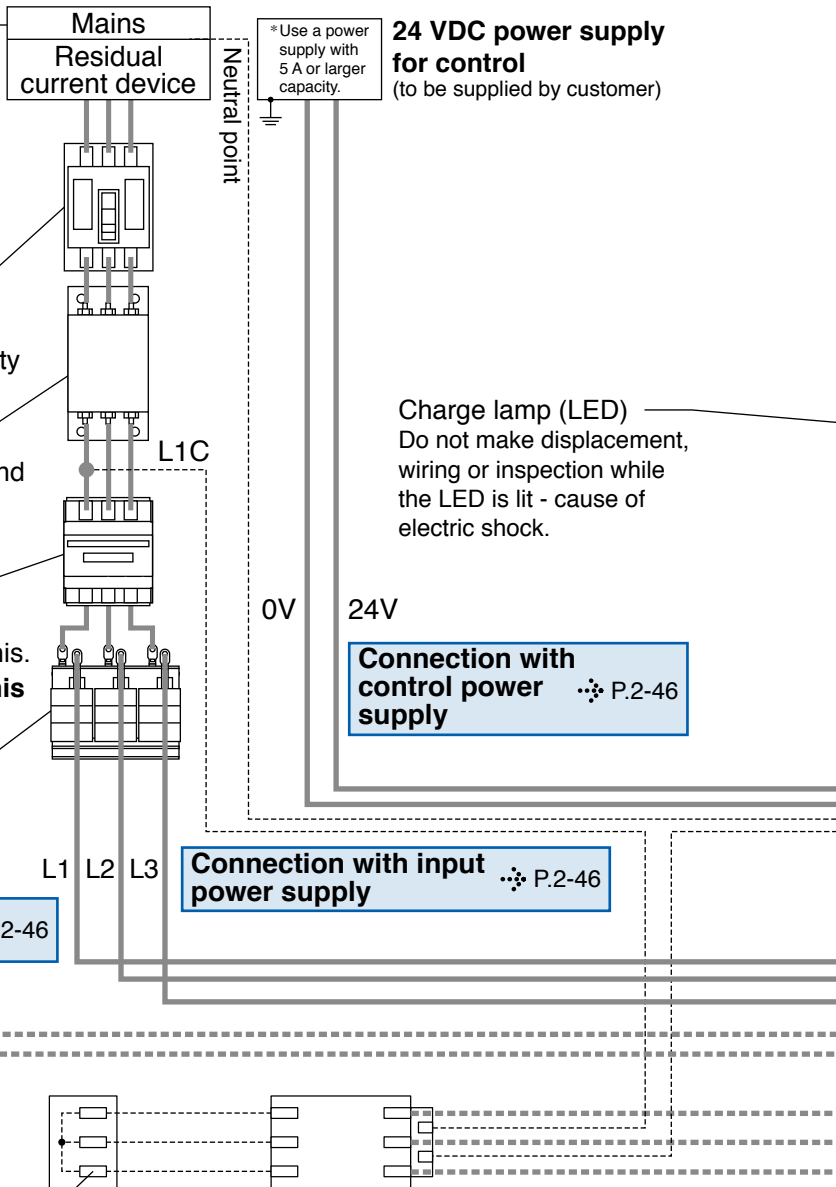 Mains
Residual
current device
Neutral point
*Use a power
supply with
5 A or larger
capacity.
24 VDC power supply
for control
(to be supplied by customer)
ty
L1C
nd
Charge lamp (LED)
Do not make displacement,
wiring or inspection while
the LED is lit - cause of
electric shock.
0V
24V
his.
his
Connection with
control power
supply
P.2-46
L1
L2
L3
Connection with input
power supply
P.2-46
2-46